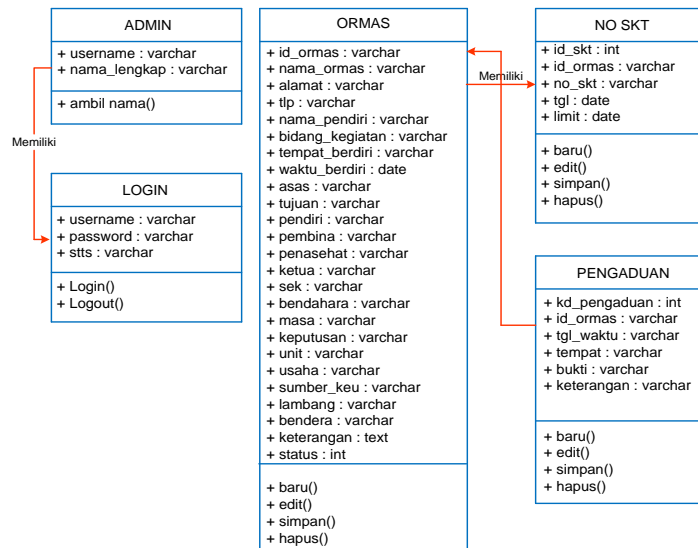 ADMIN
+ username : varchar
+ nama_lengkap : varchar
+ ambil nama()
Memiliki
LOGIN
+ username : varchar
+ password : varchar
+ stts : varchar
+ Login()
+ Logout()
ORMAS
+ id_ormas : varchar
+ nama_ormas : varchar
+ alamat : varchar
+ tlp : varchar
+ nama_pendiri : varchar
+ bidang_kegiatan : varchar
+ tempat_berdiri : varchar
+ waktu_berdiri : date
+ asas : varchar
+ tujuan : varchar
+ pendiri : varchar
+ pembina : varchar
+ penasehat : varchar
+ ketua : varchar
+ sek : varchar
+ bendahara : varchar
+ masa : varchar
+ keputusan : varchar
+ unit : varchar
+ usaha : varchar
+ sumber_keu : varchar
+ lambang : varchar
+ bendera : varchar
+ keterangan : text
+ status : int
+ baru()
+ edit()
+ simpan()
+ hapus()
Memiliki
NO SKT
+ id_skt : int
+ id_ormas : varchar
+ no_skt : varchar
+ tgl : date
+ limit : date
+ baru()
+ edit()
+ simpan()
+ hapus()
PENGADUAN
+ kd_pengaduan : int
+ id_ormas : varchar
+ tgl_waktu : varchar
+ tempat : varchar
+ bukti : varchar
+ keterangan : varchar
+ baru()
+ edit()
+ simpan()
+ hapus()